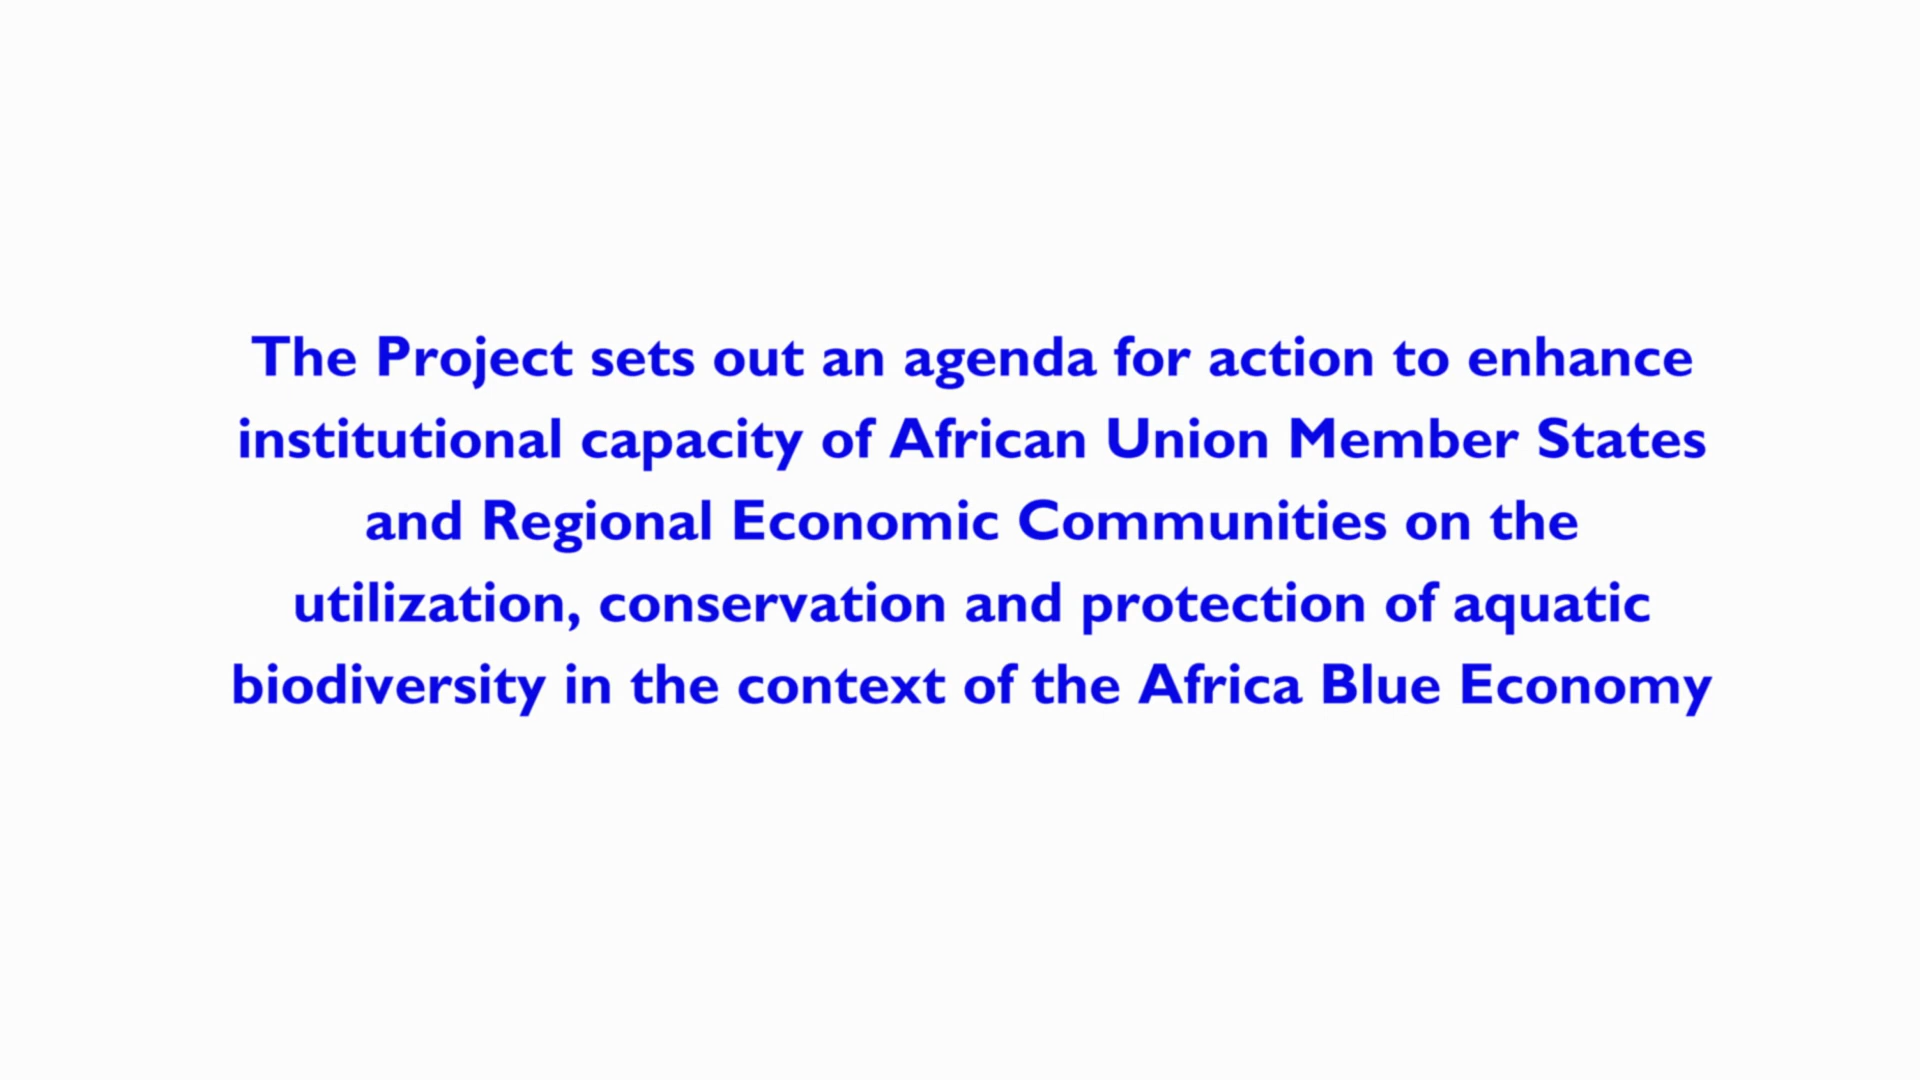 The Project sets out an agenda for action to enhance
institutional capacity of African Union Member States
and Regional Economic Communities on the
utilization, conservation and protection of aquatic
biodiversity in the context of the Africa Blue Economy